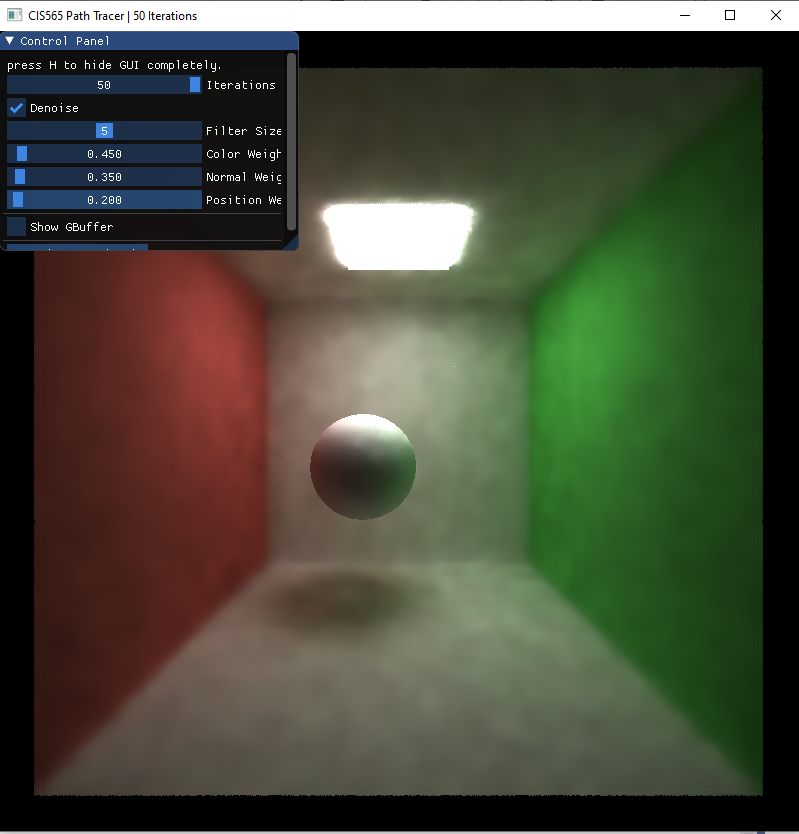 CIS565 Path Tracer | 50 Iterations
Control Panel
press H to hide GUI completely.
50 Iterations
Denoise
5 Filter Size
0.450 Color Weigh
0.350 Normal Weig
0.200 Position We
Show GBuffer